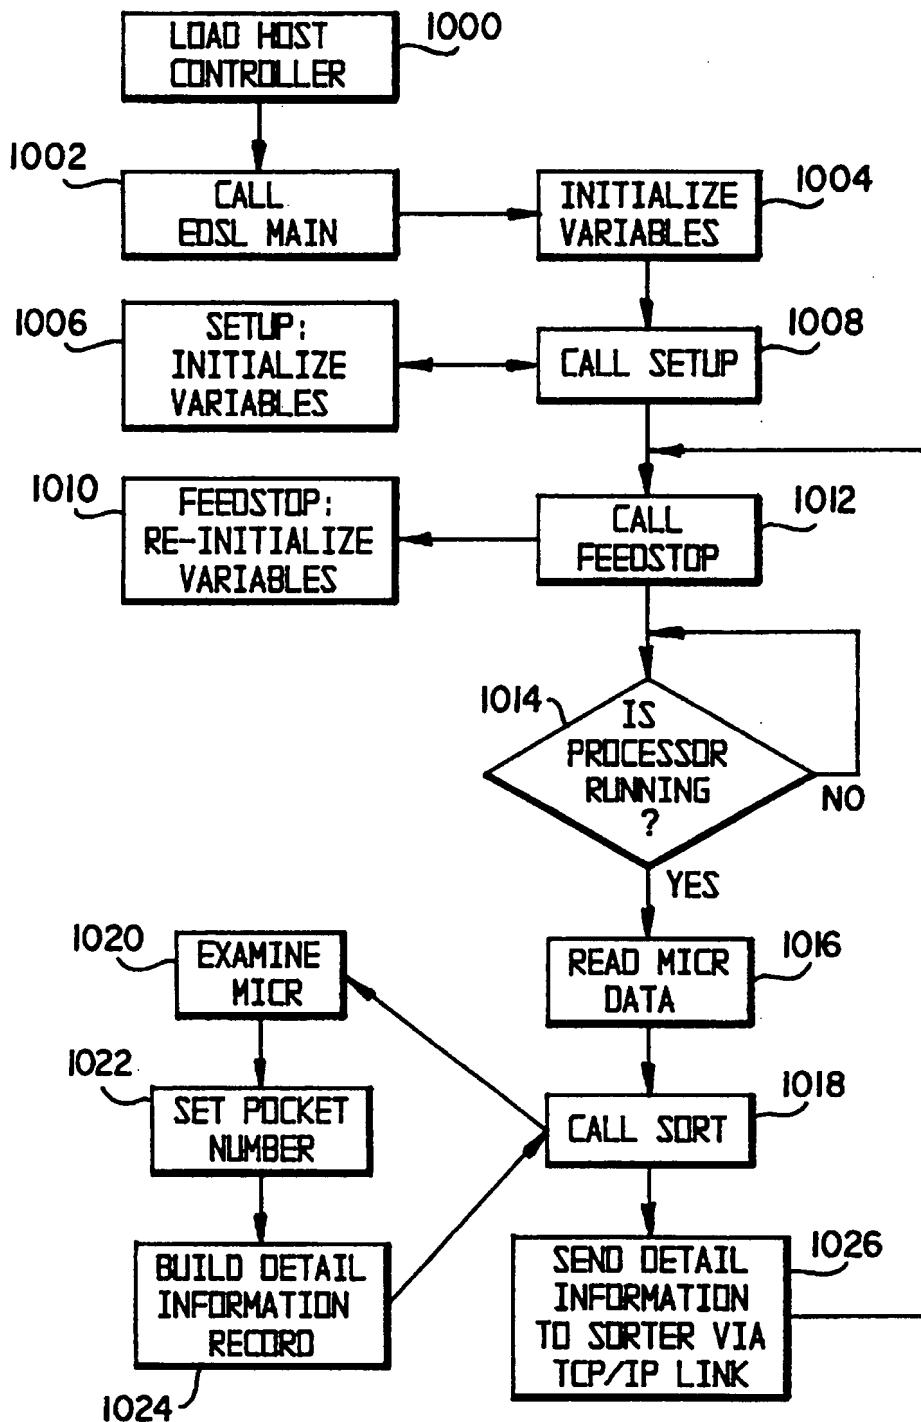 LOAD HOST
CONTROLLER
1000
1002
CALL
EDSL MAIN
INITIALIZE
VARIABLES
1004
1006
SETUP:
INITIALIZE
VARIABLES
CALL SETUP
1008
1010
FEEDSTOP:
RE-INITIALIZE
VARIABLES
CALL
FEEDSTOP
1012
1014
IS
PROCESSOR
RUNNING
?
NO
YES
READ MICR
DATA
1016
CALL SORT
1018
1020
EXAMINE
MICR
1022
SET POCKET
NUMBER
BUILD DETAIL
INFORMATION
RECORD
1024
SEND DETAIL
INFORMATION
TO SORTER VIA
TCP/IP LINK
1026